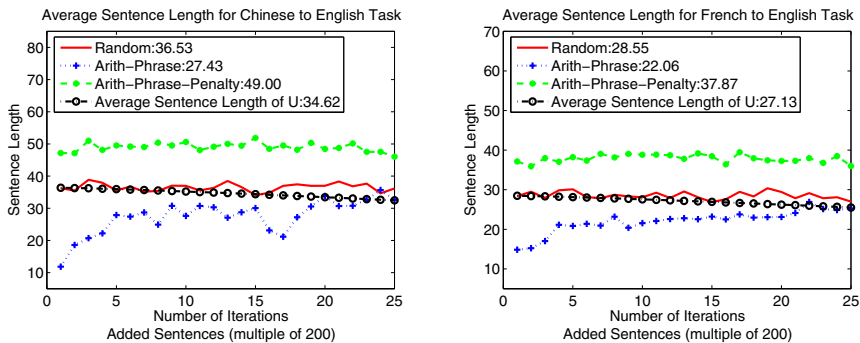 Average Sentence Length for Chinese to English Task
80
70
60
50
40
30
20
10
Sentence Length
Random:36.53
Arith−Phrase:27.43
Arith−Phrase−Penalty:49.00
Average Sentence Length of U:34.62
0 5 10 15 20 25
Number of Iterations
Added Sentences (multiple of 200)
Average Sentence Length for French to English Task
70
60
50
40
30
20
10
Sentence Length
Random:28.55
Arith−Phrase:22.06
Arith−Phrase−Penalty:37.87
Average Sentence Length of U:27.13
0 5 10 15 20 25
Number of Iterations
Added Sentences (multiple of 200)